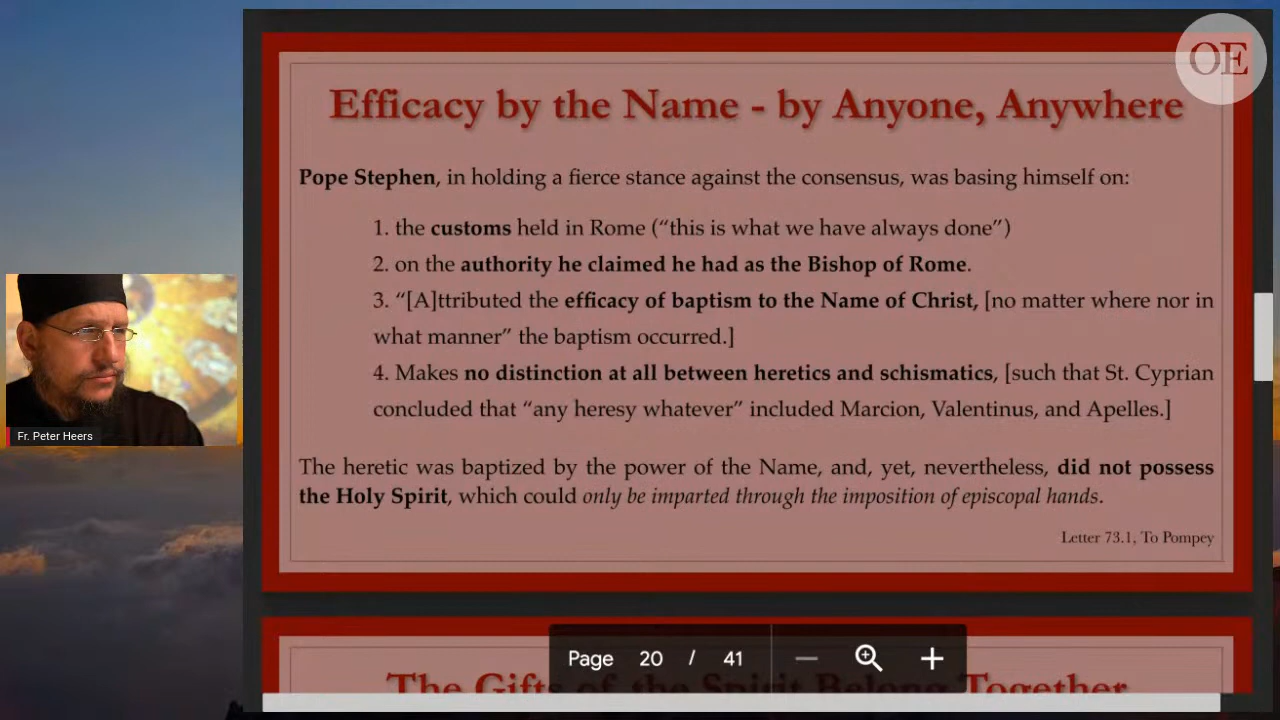 OE
Efficacy by the Name - by Anyone, Anywhere
Pope Stephen, in holding a fierce stance against the consensus, was basing himself on:
1. the customs held in Rome (“this is what we have always done”)
2. on the authority he claimed he had as the Bishop of Rome.
3. “[A]ttributed the efficacy of baptism to the Name of Christ, [no matter where nor in
what manner” the baptism occurred.]
4. Makes no distinction at all between heretics and schismatics, [such that St. Cyprian
concluded that “any heresy whatever” included Marcion, Valentinus, and Apelles.]
The heretic was baptized by the power of the Name, and, yet, nevertheless, did not possess
the Holy Spirit, which could only be imparted through the imposition of episcopal hands.
Letter 73.1, To Pompey
Fr. Peter Heers
Page 20 / 41
The Gifts of the Spirit Belong Together